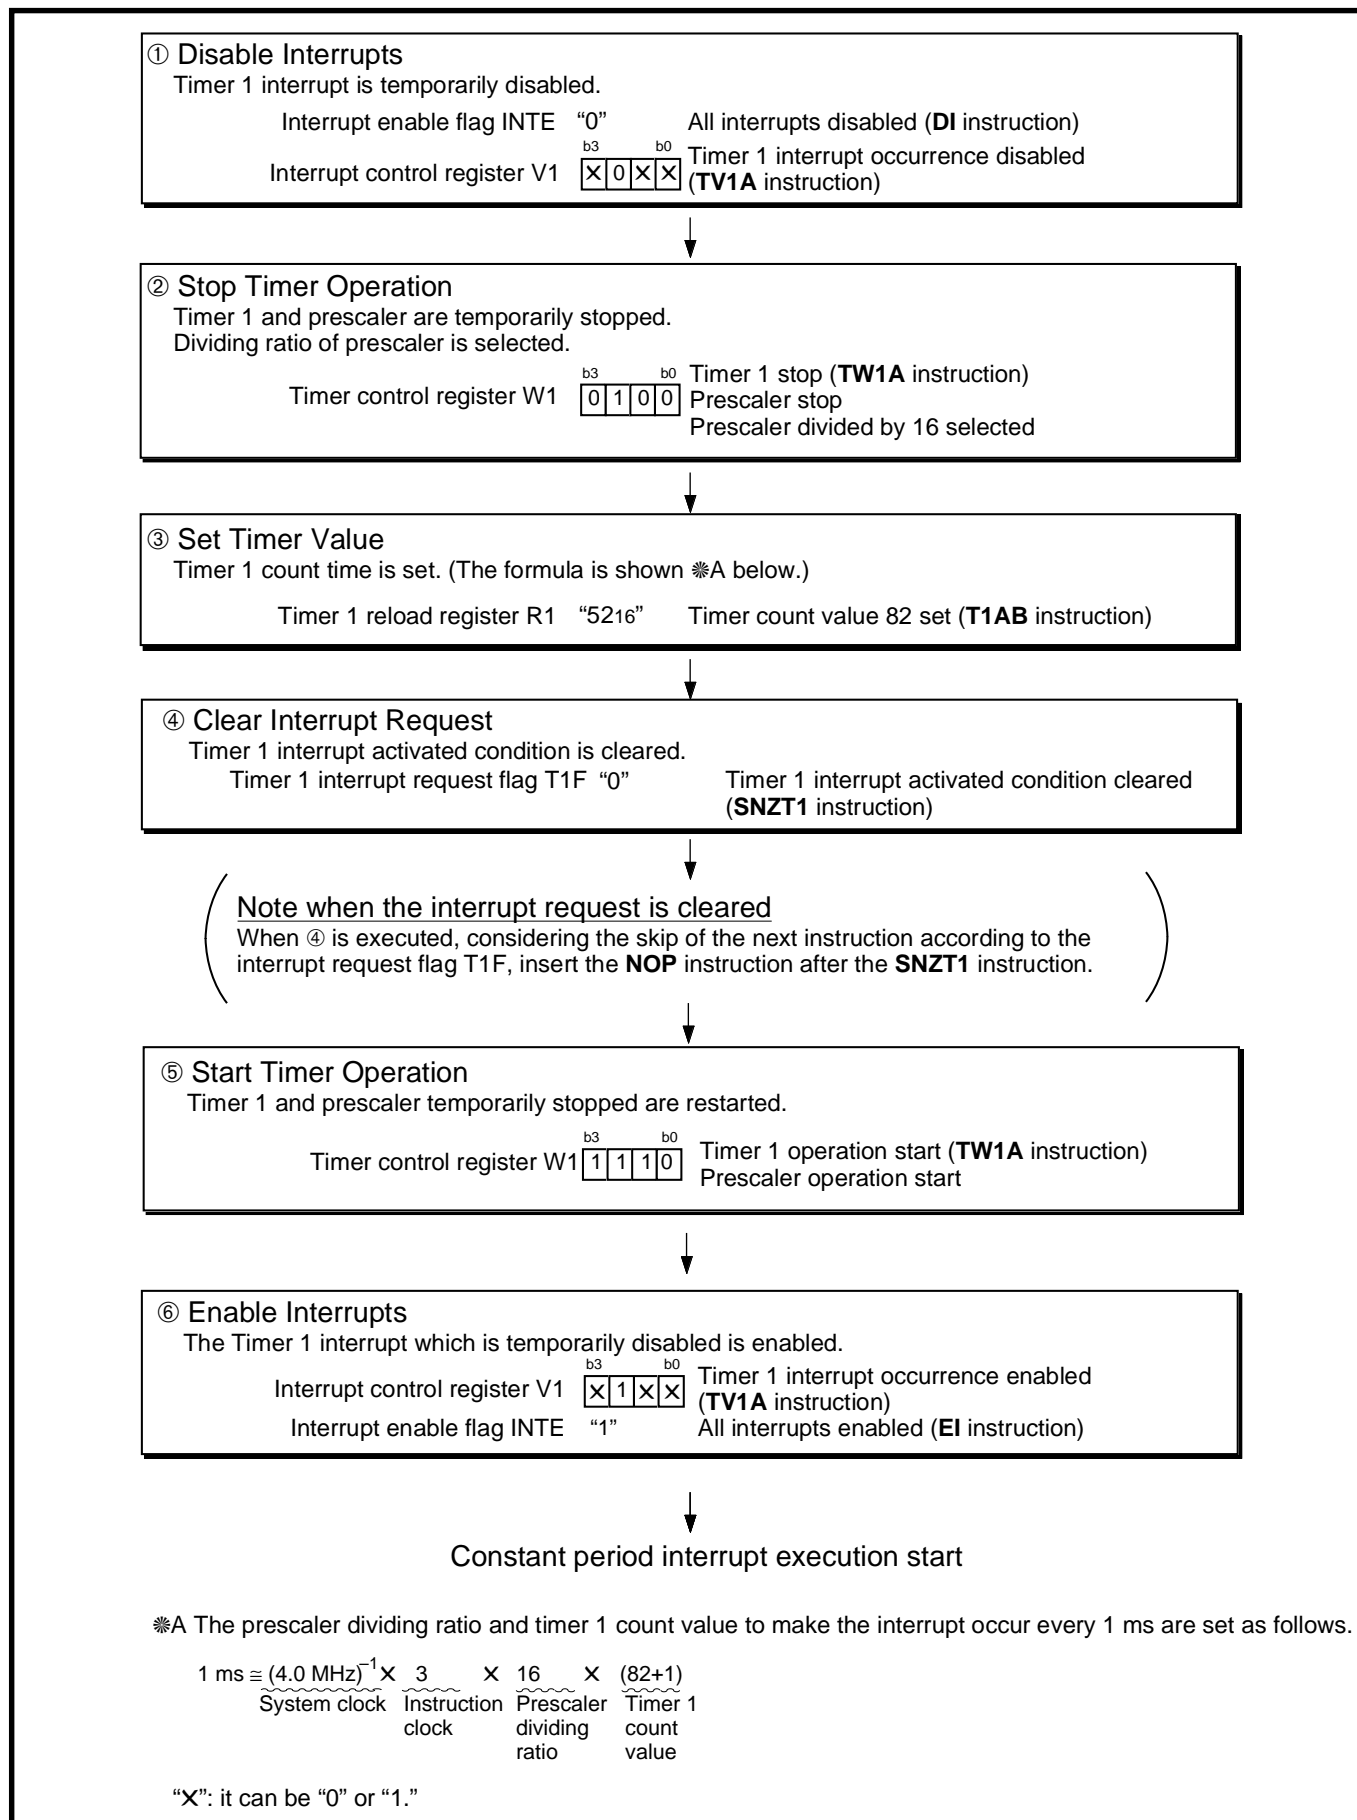 ① Disable Interrupts
Timer 1 interrupt is temporarily disabled.
Interrupt enable flag INTE “0” All interrupts disabled (DI instruction)
b3 b0
Interrupt control register V1 ✕ 0 ✕ ✕ Timer 1 interrupt occurrence disabled
(TV1A instruction)
② Stop Timer Operation
Timer 1 and prescaler are temporarily stopped.
Dividing ratio of prescaler is selected.
b3 b0 Timer 1 stop (TW1A instruction)
Timer control register W1 0 1 0 0 Prescaler stop
Prescaler divided by 16 selected
③ Set Timer Value
Timer 1 count time is set. (The formula is shown ❊A below.)
Timer 1 reload register R1 “5216” Timer count value 82 set (T1AB instruction)
④ Clear Interrupt Request
Timer 1 interrupt activated condition is cleared.
Timer 1 interrupt request flag T1F “0” Timer 1 interrupt activated condition cleared
(SNZT1 instruction)
Note when the interrupt request is cleared
When ④ is executed, considering the skip of the next instruction according to the
interrupt request flag T1F, insert the NOP instruction after the SNZT1 instruction.
⑤ Start Timer Operation
Timer 1 and prescaler temporarily stopped are restarted.
b3 b0
Timer control register W1 1 1 1 0 Timer 1 operation start (TW1A instruction)
Prescaler operation start
⑥ Enable Interrupts
The Timer 1 interrupt which is temporarily disabled is enabled.
b3 b0
Interrupt control register V1 ✕ 1 ✕ ✕ Timer 1 interrupt occurrence enabled
(TV1A instruction)
Interrupt enable flag INTE “1” All interrupts enabled (EI instruction)
Constant period interrupt execution start
❊A The prescaler dividing ratio and timer 1 count value to make the interrupt occur every 1 ms are set as follows.
1 ms ≅ (4.0 MHz)–1 ✕ 3 ✕ 16 ✕ (82+1)
System clock Instruction Prescaler Timer 1
clock dividing count
ratio value
“✕”: it can be “0” or “1.”